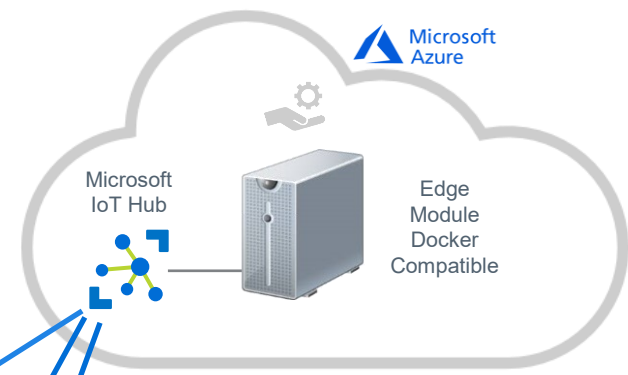 Microsoft
Azure
Microsoft
IoT Hub
Edge
Module
Docker
Compatible